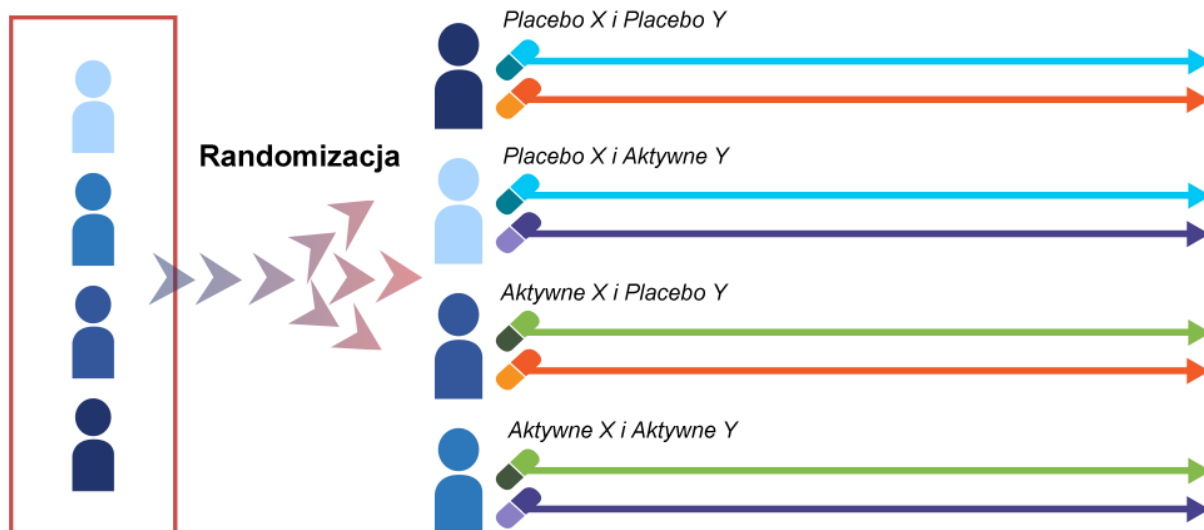 Placebo X i Placebo Y
Randomizacja
Placebo X i Aktywne Y
Aktywne X i Placebo Y
Aktywne X i Aktywne Y